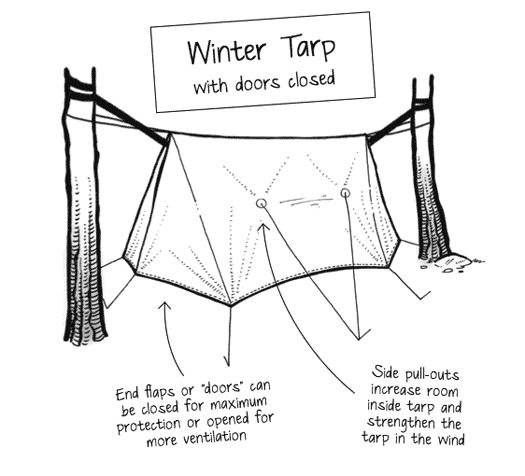 Winter Tarp
with doors closed
End flaps or "doors" can
be closed for maximum
protection or opened for
more ventilation
Side pull-outs
increase room
inside tarp and
strengthen the
tarp in the wind